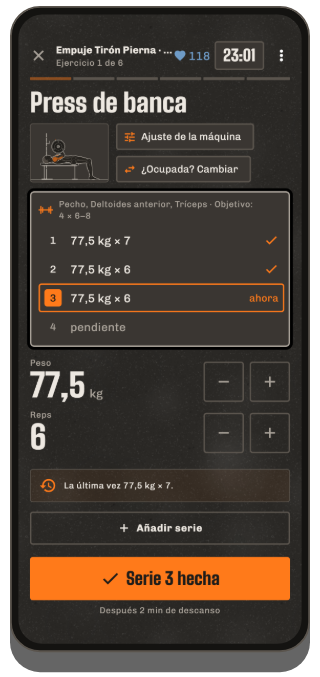 Empuje Tirón Pierna · ...
118
23:01
Ejercicio 1 de 6
Press de banca
Ajuste de la máquina
¿Ocupada? Cambiar
Pecho, Deltoides anterior, Tríceps · Objetivo:
4 × 6–8
1 77,5 kg × 7
2 77,5 kg × 6
3 77,5 kg × 6 ahora
4 pendiente
Peso
77,5 kg
− +
Reps
6
− +
La última vez 77,5 kg × 7.
+ Añadir serie
Serie 3 hecha
Después 2 min de descanso